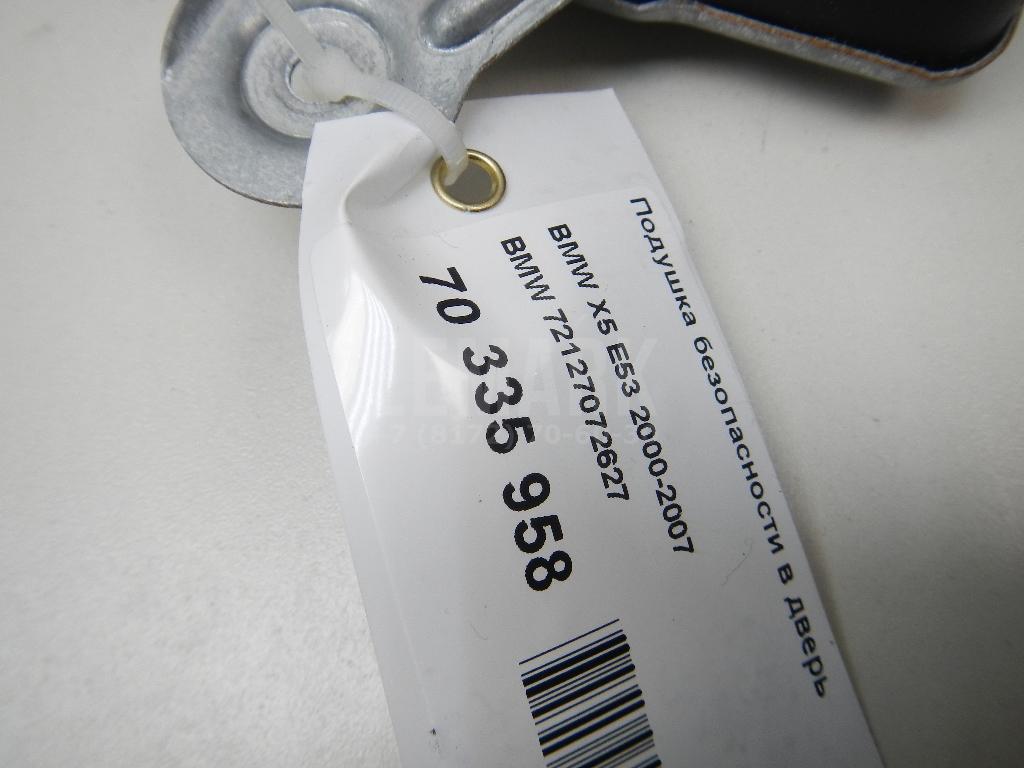 Подушка безопасности в дверь
BMW X5 E53 2000-2007
BMW 72127072627
70 335 958